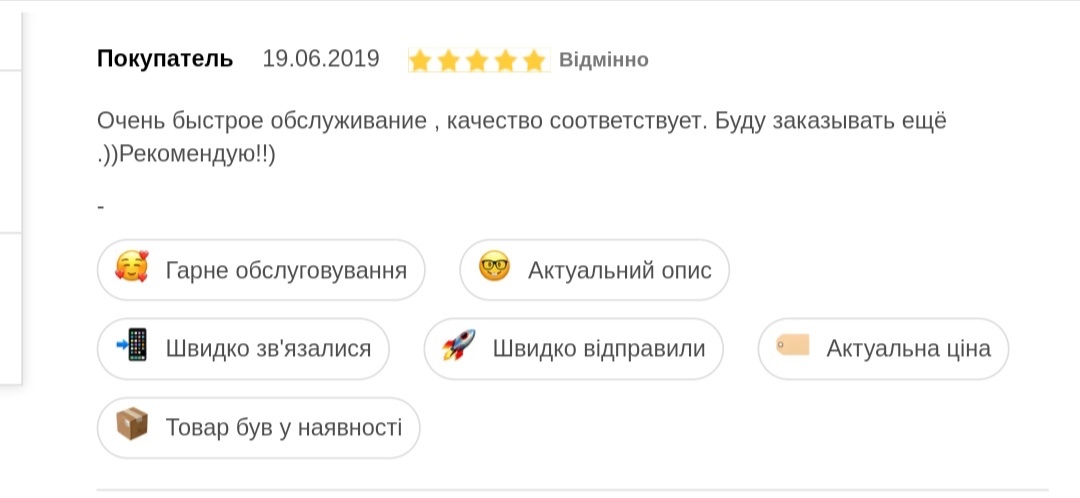 Покупатель 19.06.2019 Відмінно
Очень быстрое обслуживание , качество соответствует. Буду заказывать ещё
.))Рекомендую!!)
-
Гарне обслуговування Актуальний опис
Швидко зв'язалися Швидко відправили Актуальна ціна
Товар був у наявності